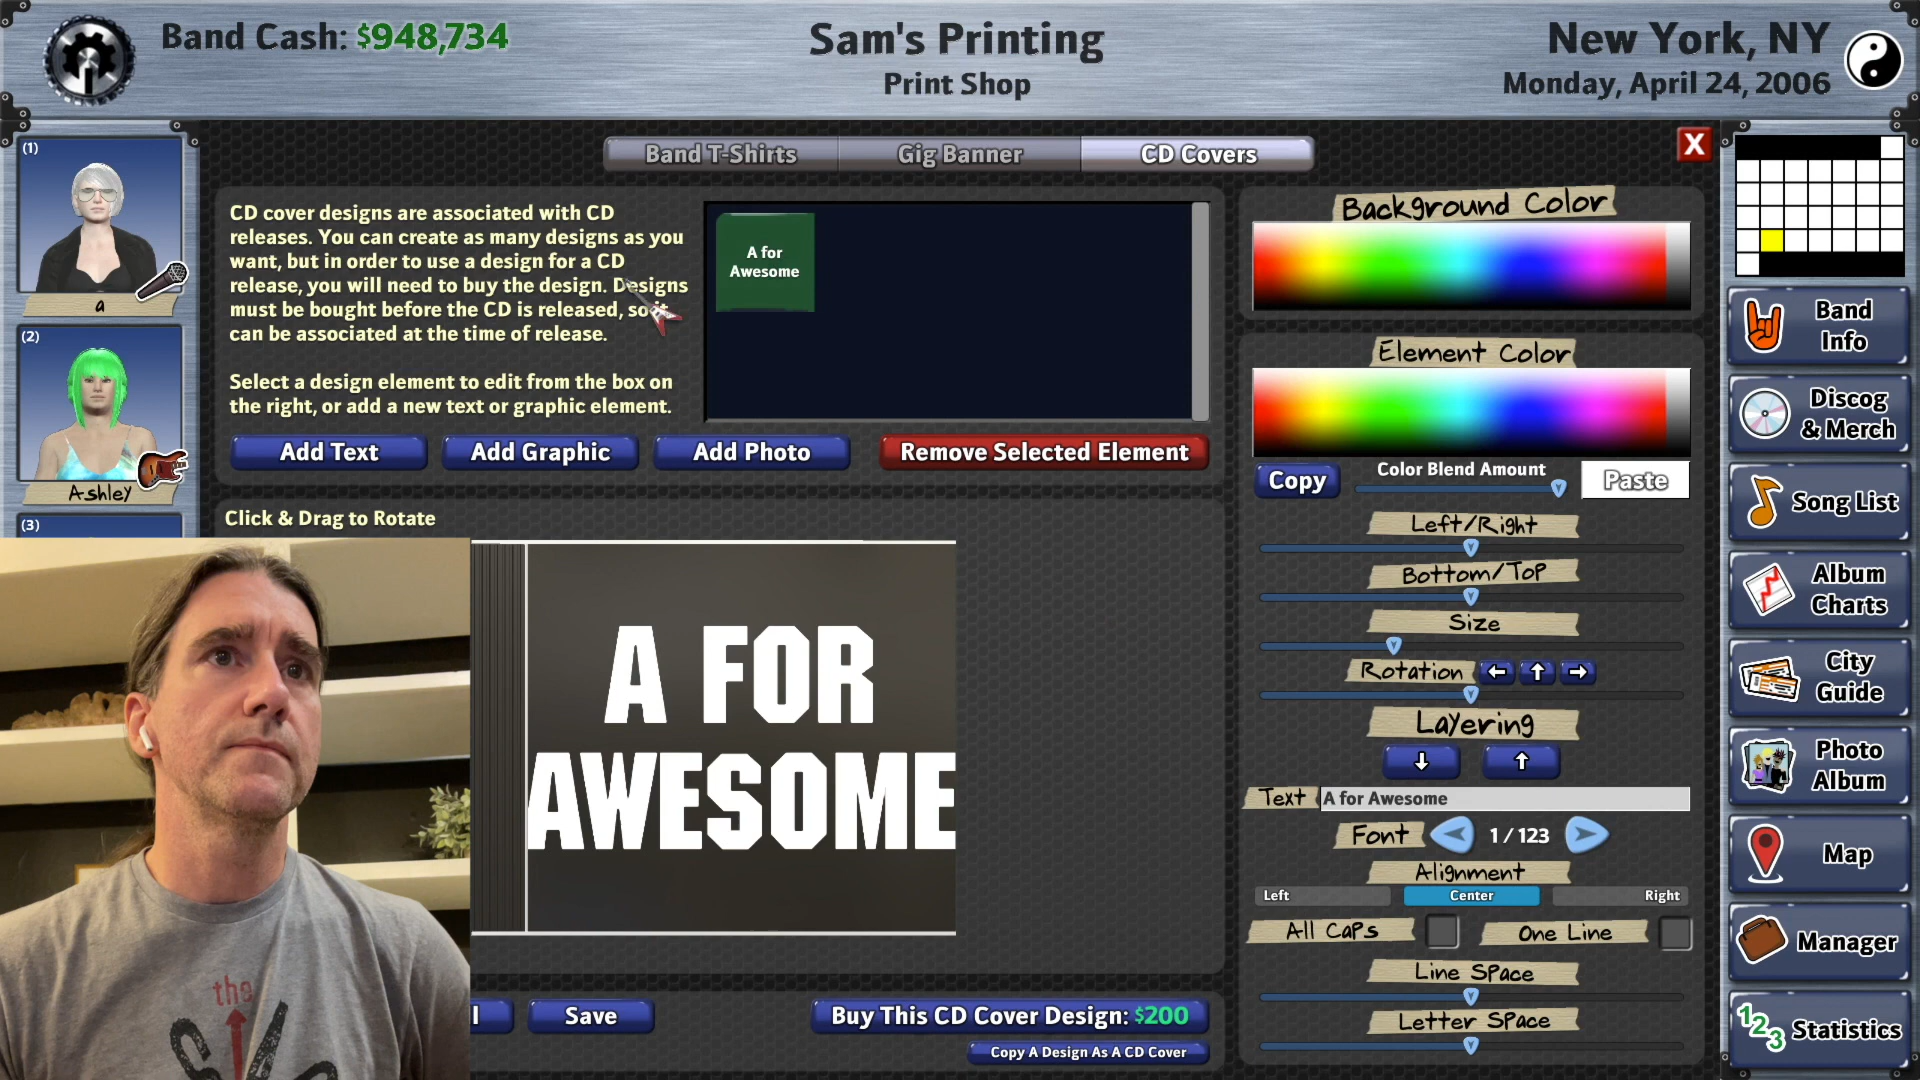 Band Cash: $948,734
Sam's Printing
Print Shop
New York, NY
Monday, April 24, 2006
(1)
a
(2)
Ashley
(3)
Band T-Shirts
Gig Banner
CD Covers
X
CD cover designs are associated with CD
releases. You can create as many designs as you
want, but in order to use a design for a CD
release, you will need to buy the design. Designs
must be bought before the CD is released, so it
can be associated at the time of release.
Select a design element to edit from the box on
the right, or add a new text or graphic element.
A for
Awesome
Add Text
Add Graphic
Add Photo
Remove Selected Element
Click & Drag to Rotate
A FOR
AWESOME
the
Save
Buy This CD Cover Design: $200
Copy A Design As A CD Cover
Background Color
Element Color
Copy
Color Blend Amount
Paste
Left/Right
Bottom/Top
Size
Rotation
Layering
Text
A for Awesome
Font
1 / 123
Alignment
Left
Center
Right
All Caps
One Line
Line Space
Letter Space
Band
Info
Discog
& Merch
Song List
Album
Charts
City
Guide
Photo
Album
Map
Manager
123
Statistics